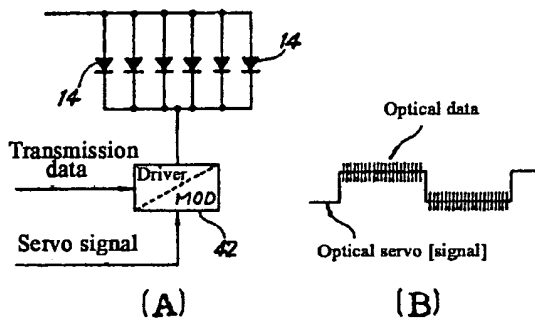 14
14
Transmission
data
Driver
MOD
Servo signal
42
(A)
Optical data
Optical servo [signal]
(B)